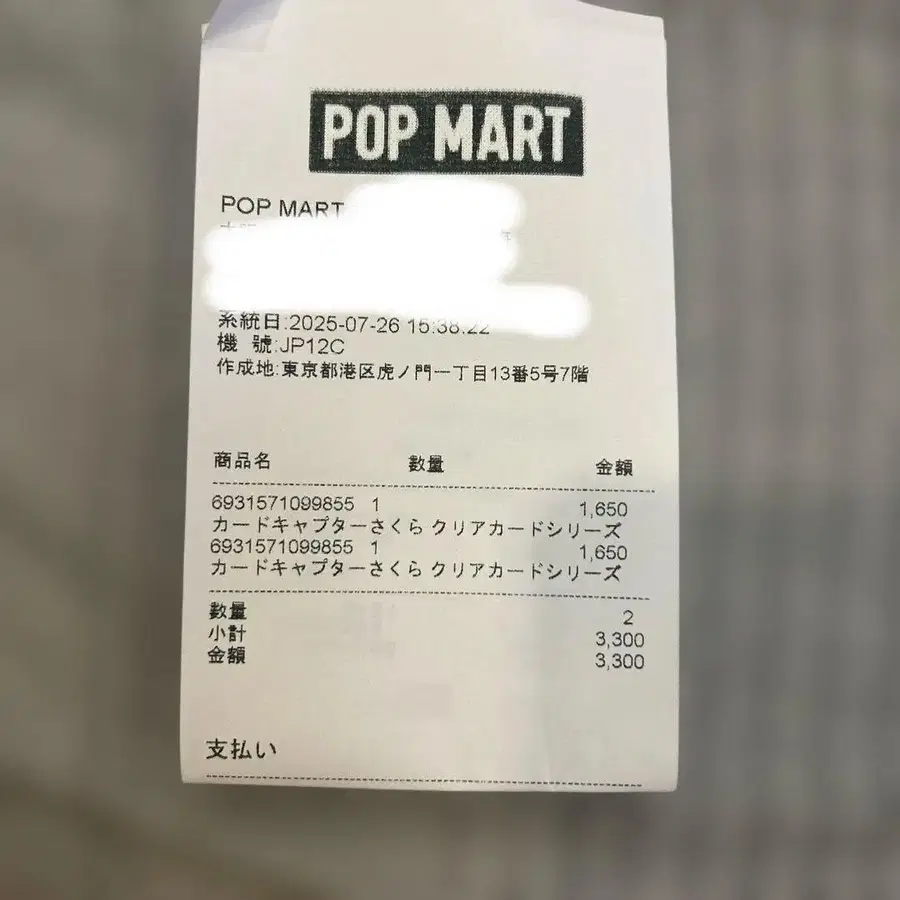 POP MART
POP MART
系統日:2025-07-26 15:38:22
機 號:JP12C
作成地:東京都港区虎ノ門一丁目13番5号7階
商品名 數量 金額
6931571099855 1 1,650
カードキャプターさくら クリアカードシリーズ
6931571099855 1 1,650
カードキャプターさくら クリアカードシリーズ
數量 2
小計 3,300
金額 3,300
支払い